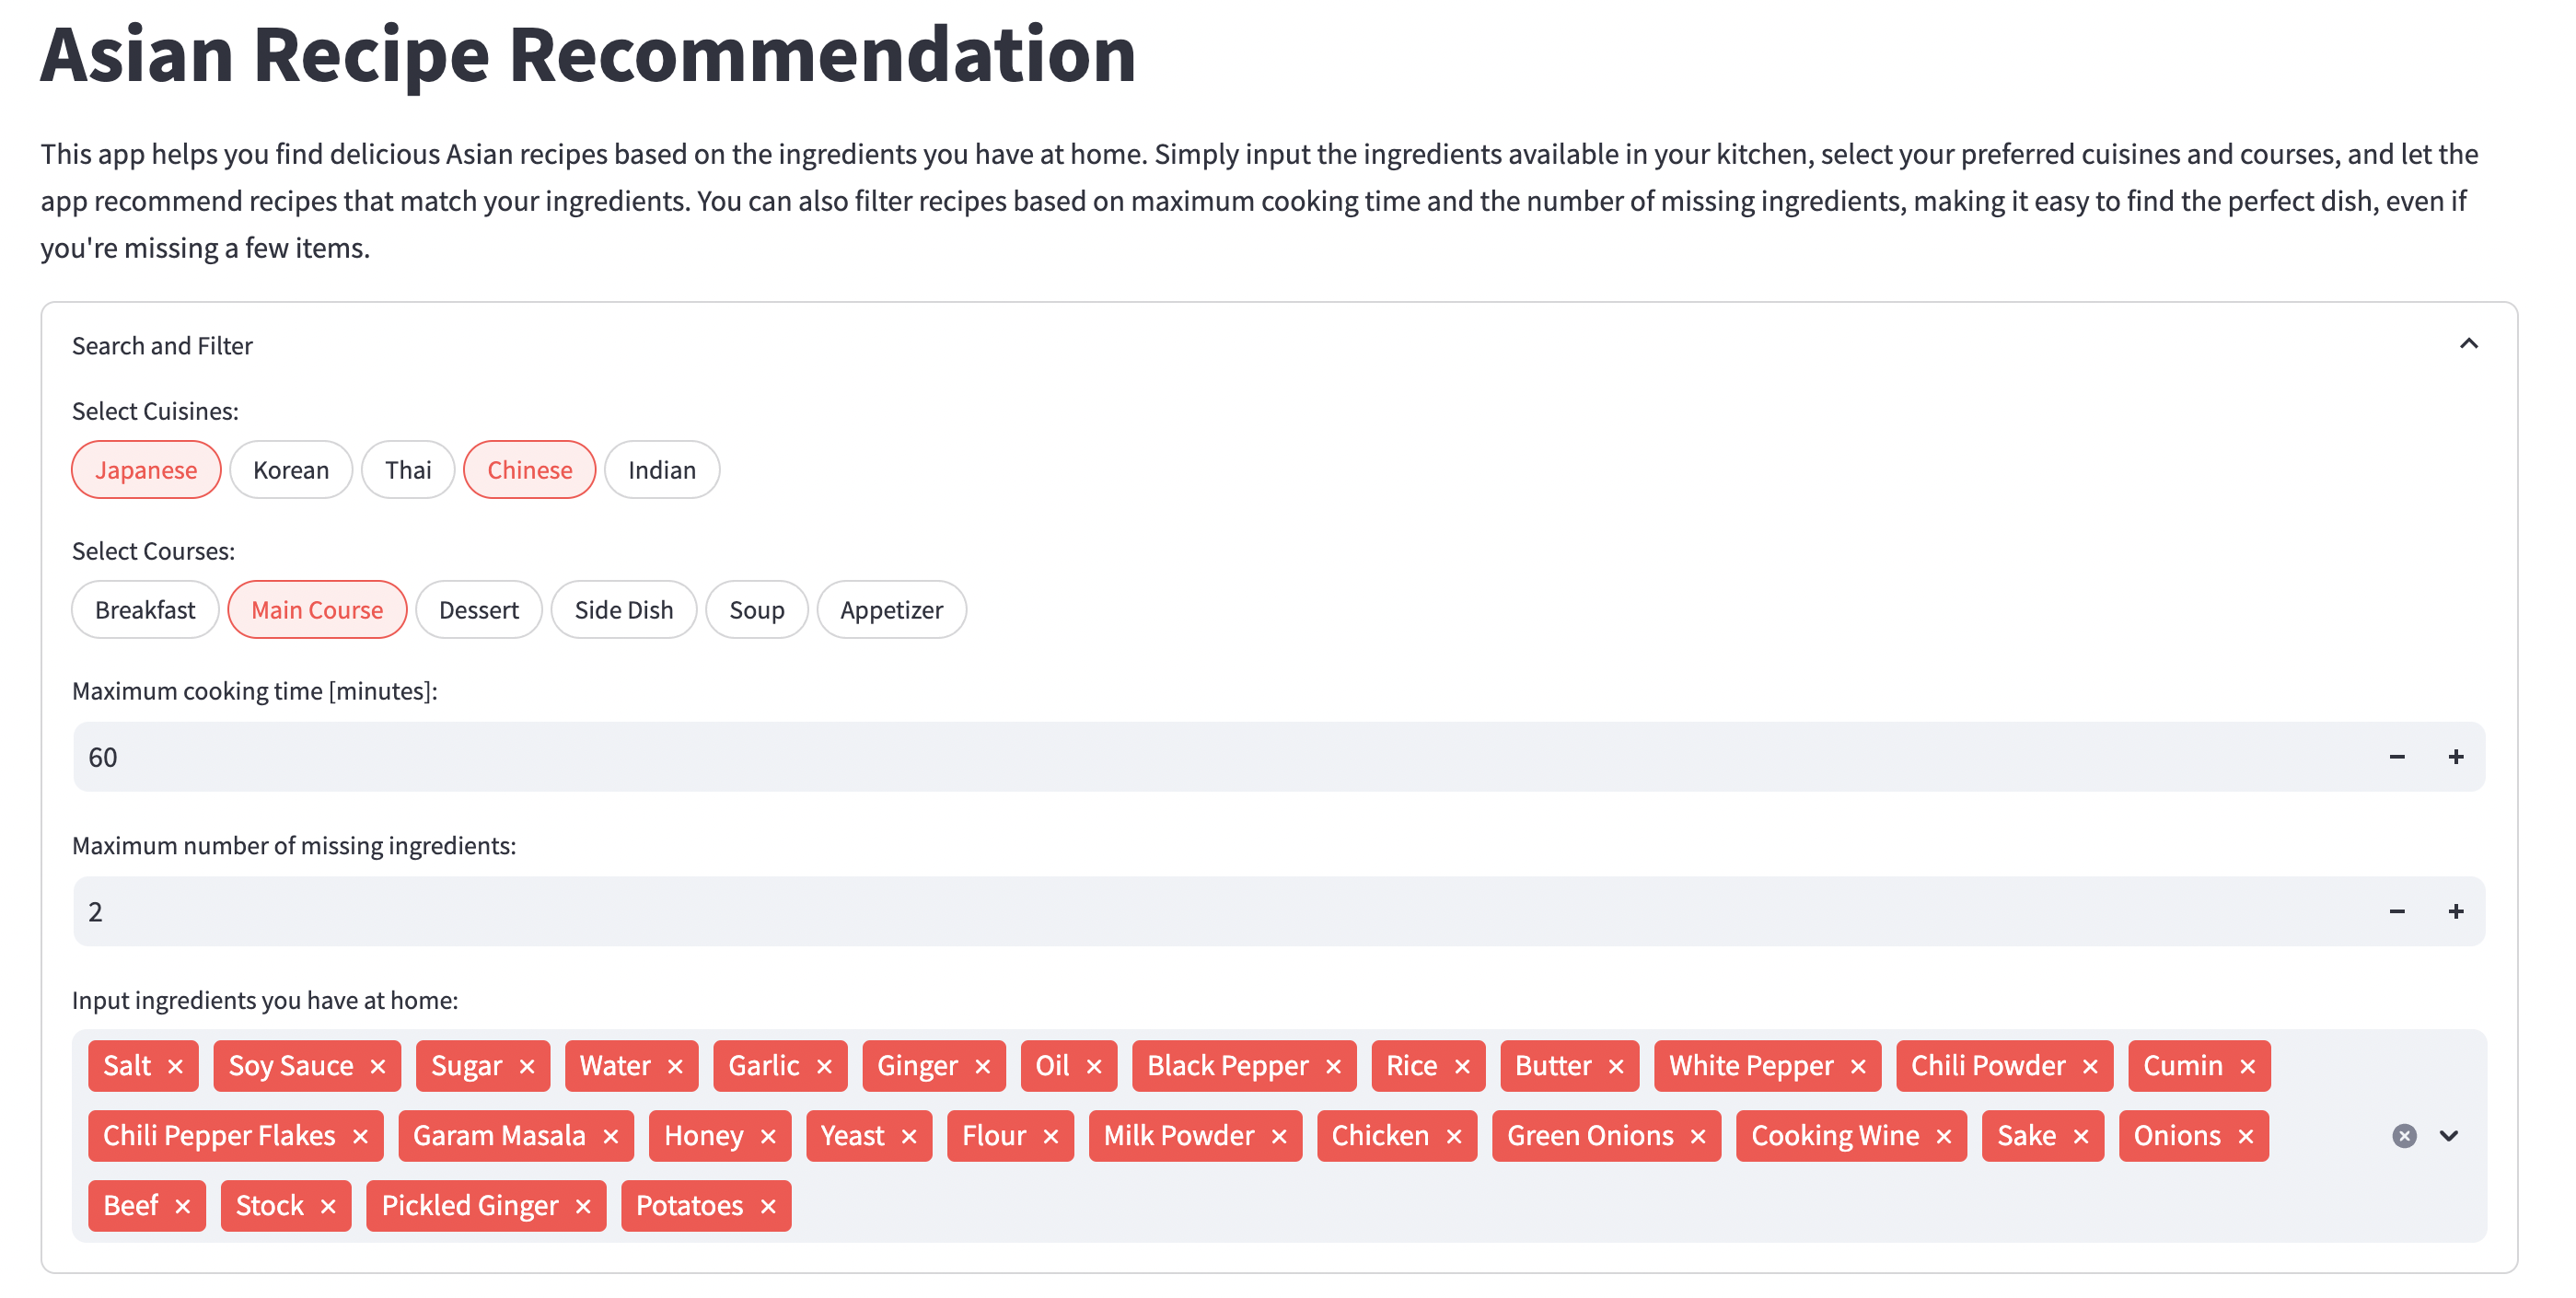 Asian Recipe Recommendation
This app helps you find delicious Asian recipes based on the ingredients you have at home. Simply input the ingredients available in your kitchen, select your preferred cuisines and courses, and let the
app recommend recipes that match your ingredients. You can also filter recipes based on maximum cooking time and the number of missing ingredients, making it easy to find the perfect dish, even if
you're missing a few items.
Search and Filter
Select Cuisines:
Japanese Korean Thai Chinese Indian
Select Courses:
Breakfast Main Course Dessert Side Dish Soup Appetizer
Maximum cooking time [minutes]:
60
Maximum number of missing ingredients:
2
Input ingredients you have at home:
Salt Soy Sauce Sugar Water Garlic Ginger Oil Black Pepper Rice Butter White Pepper Chili Powder Cumin
Chili Pepper Flakes Garam Masala Honey Yeast Flour Milk Powder Chicken Green Onions Cooking Wine Sake Onions
Beef Stock Pickled Ginger Potatoes